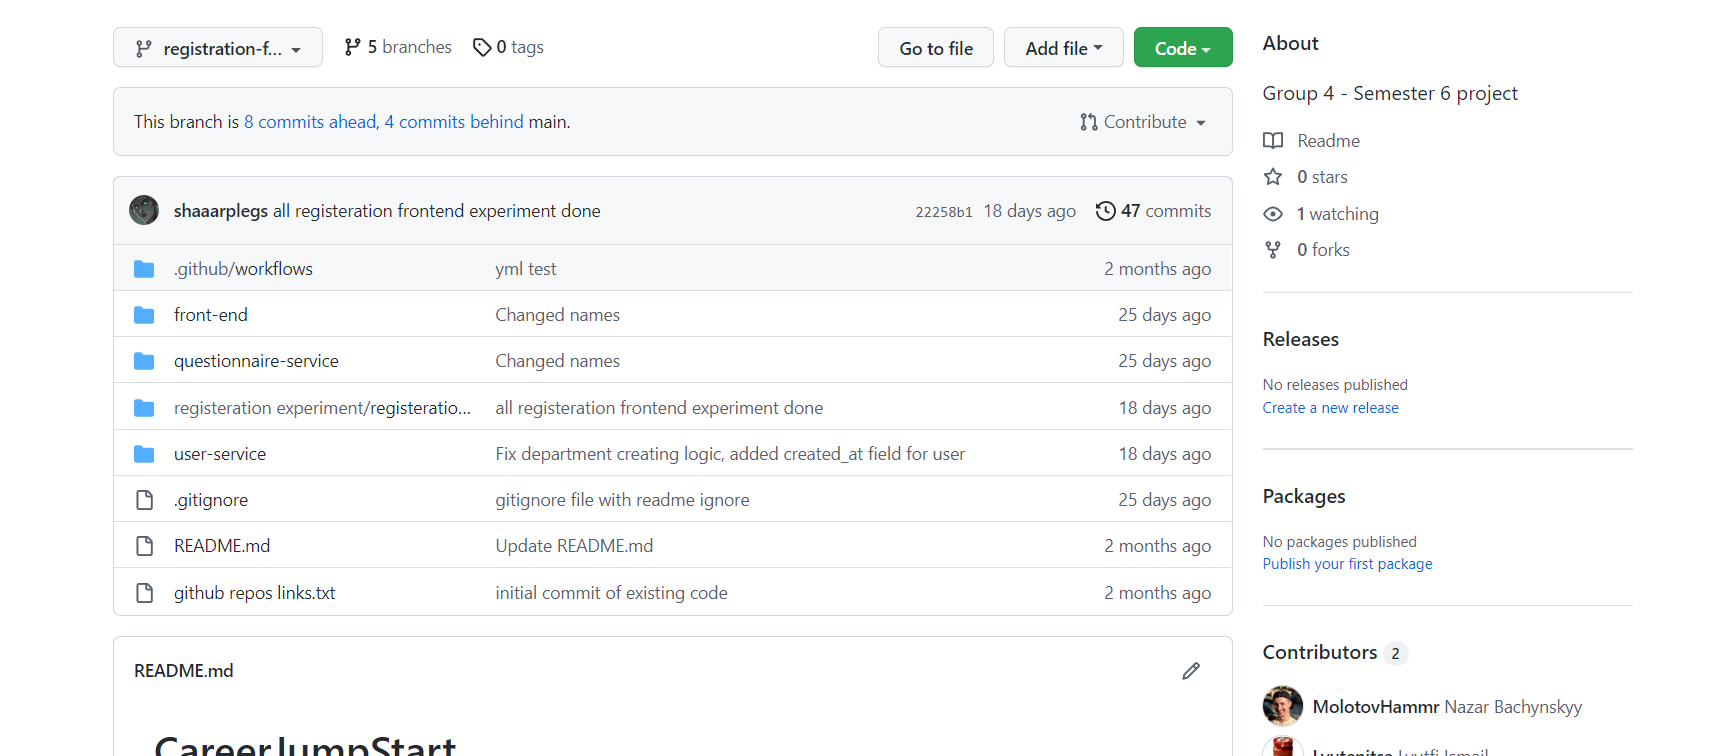 registration-f...
5 branches
0 tags
Go to file
Add file
Code
This branch is 8 commits ahead, 4 commits behind main.
Contribute
shaaarplegs all registeration frontend experiment done
22258b1 18 days ago
47 commits
.github/workflows
yml test
2 months ago
front-end
Changed names
25 days ago
questionnaire-service
Changed names
25 days ago
registeration experiment/registeratio...
all registeration frontend experiment done
18 days ago
user-service
Fix department creating logic, added created_at field for user
18 days ago
.gitignore
gitignore file with readme ignore
25 days ago
README.md
Update README.md
2 months ago
github repos links.txt
initial commit of existing code
2 months ago
README.md
CareerJumpStart
About
Group 4 - Semester 6 project
Readme
0 stars
1 watching
0 forks
Releases
No releases published
Create a new release
Packages
No packages published
Publish your first package
Contributors 2
MolotovHammr Nazar Bachynskyy
Lyutenitsa Lyutfi Ismail